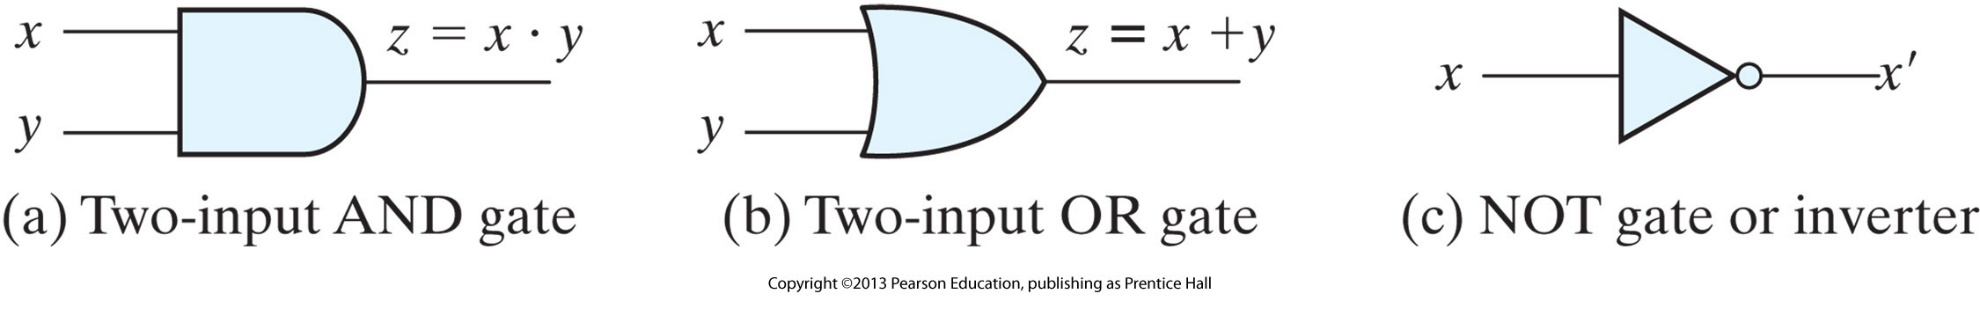 x
y
z = x · y
(a) Two-input AND gate
x
y
z = x +y
(b) Two-input OR gate
x
x′
(c) NOT gate or inverter
Copyright ©2013 Pearson Education, publishing as Prentice Hall